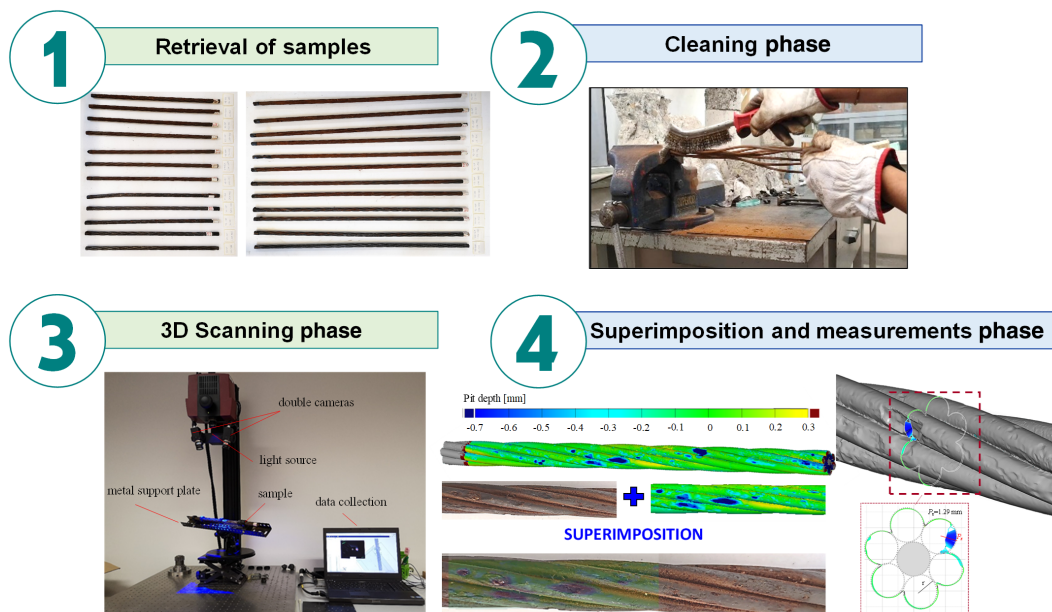 1
Retrieval of samples
2
Cleaning phase
3
3D Scanning phase
double cameras
light source
metal support plate
sample
data collection
4
Superimposition and measurements phase
Pit depth [mm]
-0.7 -0.6 -0.5 -0.4 -0.3 -0.2 -0.1 0 0.1 0.2 0.3
+
SUPERIMPOSITION
Px=1.29 mm
r